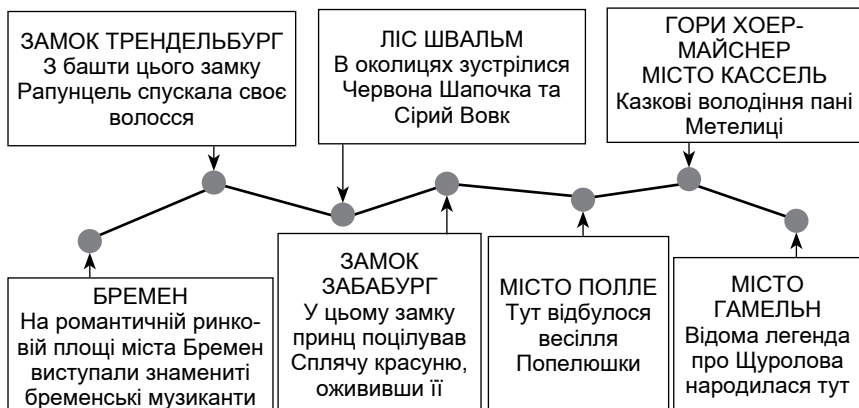 ЗАМОК ТРЕНДЕЛЬБУРГ
З башти цього замку
Рапунцель спускала своє
волосся
ЛІС ШВАЛЬМ
В околицях зустрілися
Червона Шапочка та
Сірий Вовк
ГОРИ ХОЕР-
МАЙСНЕР
МІСТО КАССЕЛЬ
Казкові володіння пані
Метелиці
БРЕМЕН
На романтичній ринко-
вій площі міста Бремен
виступали знамениті
бременські музиканти
ЗАМОК
ЗАБАБУРГ
У цьому замку
принц поцілував
Сплячу красуню,
ожививши її
МІСТО ПОЛЛЕ
Тут відбулося
весілля
Попелюшки
МІСТО
ГАМЕЛЬН
Відома легенда
про Щуролова
народилася тут